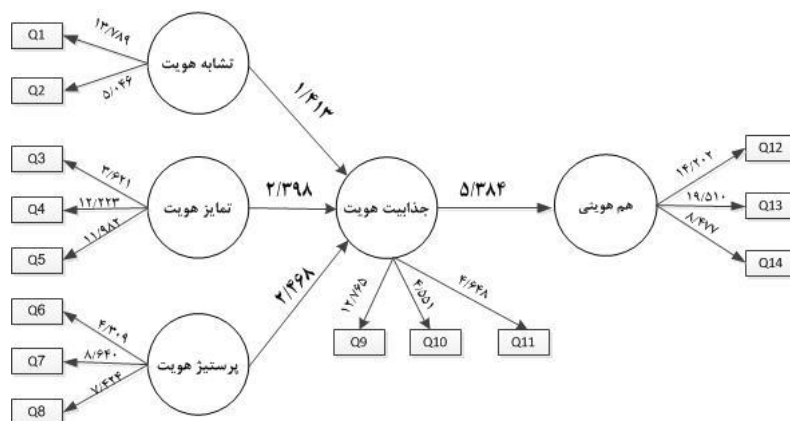 Q1
۱۳/۷۸۹
تشابه هویت
Q2
۵/۰۴۶
۱/۴۱۳
Q3
۳/۶۲۱
Q4
۱۲/۲۲۳
تمایز هویت
Q5
۱۱/۹۸۲
۲/۳۹۸
جذابیت هویت
۵/۳۸۴
هم هویتی
Q12
۱۴/۲۰۲
Q13
۱۹/۵۱۰
Q14
۸/۴۷۷
Q6
۴/۳۰۹
Q7
۸/۶۴۰
پرستیژ هویت
Q8
۷/۴۲۴
۲/۴۶۸
۱۲/۷۶۵
۴/۵۵۱
۴/۶۴۸
Q9
Q10
Q11